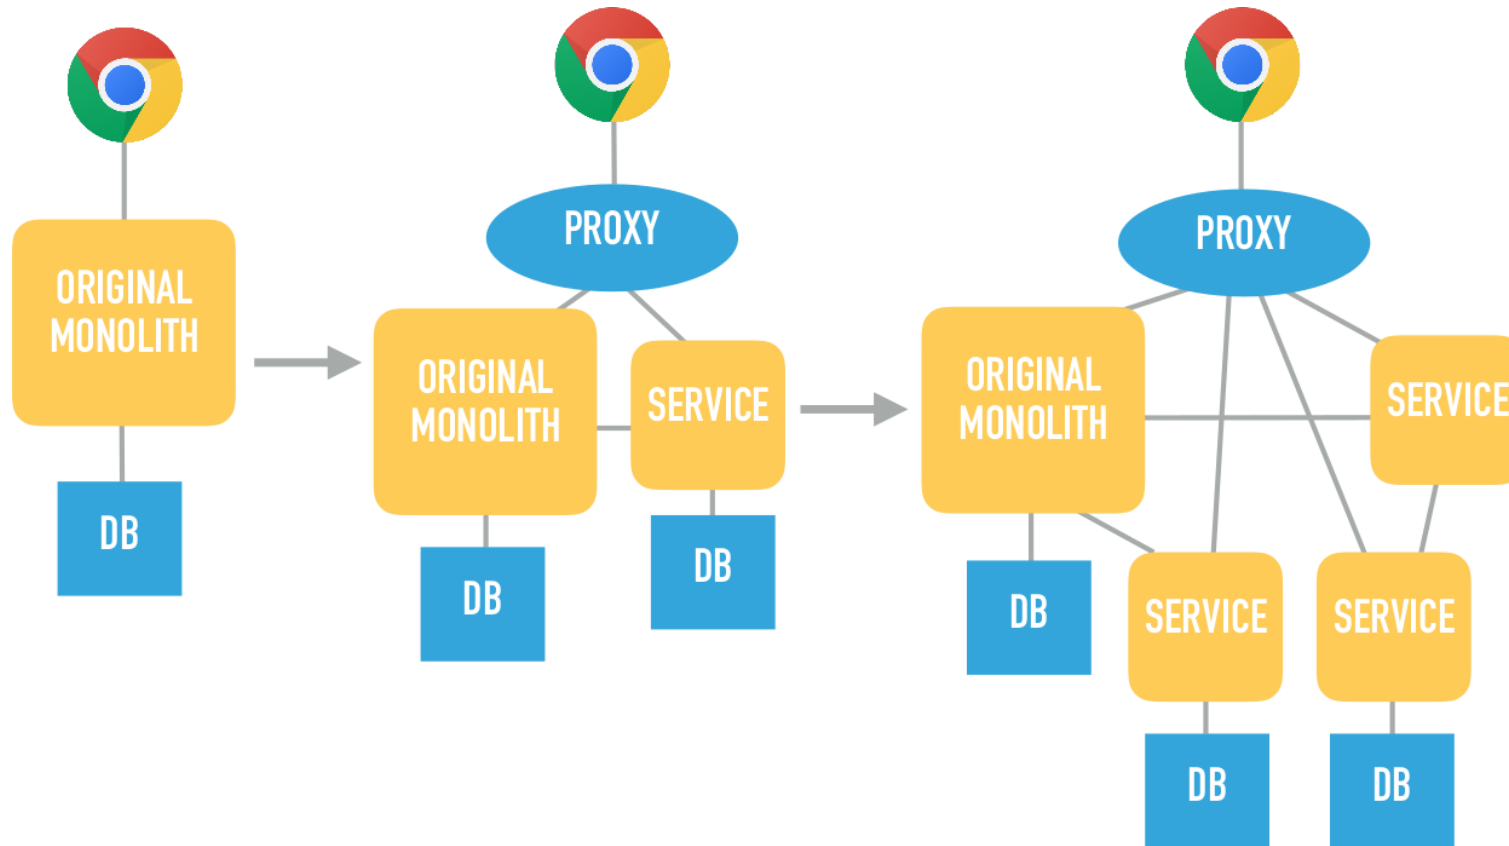 ORIGINAL
MONOLITH
DB
PROXY
ORIGINAL
MONOLITH
SERVICE
DB
DB
PROXY
ORIGINAL
MONOLITH
SERVICE
DB
SERVICE
SERVICE
DB
DB